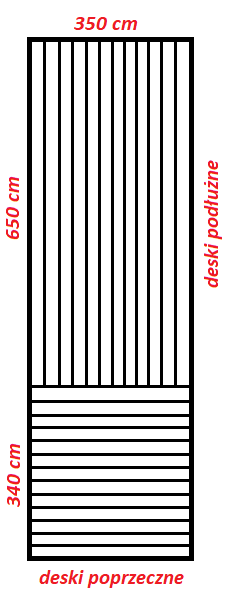 350 cm
650 cm
deski podłużne
340 cm
deski poprzeczne